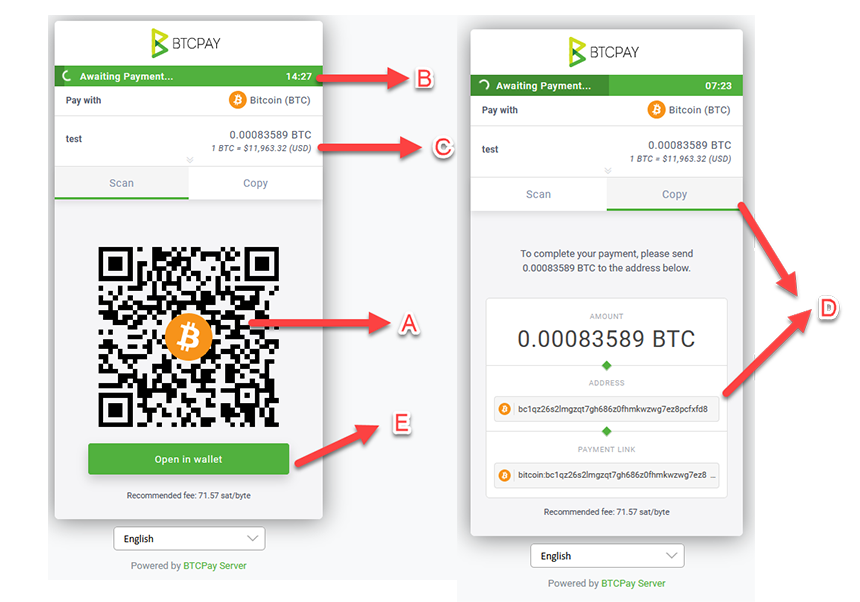 BTCPAY
Awaiting Payment... 14:27
Pay with Bitcoin (BTC)
test 0.00083589 BTC
1 BTC = $11,963.32 (USD)
Scan Copy
Open in wallet
Recommended fee: 71.57 sat/byte
English
Powered by BTCPay Server
B
C
A
E
BTCPAY
Awaiting Payment... 07:23
Pay with Bitcoin (BTC)
test 0.00083589 BTC
1 BTC = $11,963.32 (USD)
Scan Copy
To complete your payment, please send
0.00083589 BTC to the address below.
AMOUNT
0.00083589 BTC
ADDRESS
bc1qz26s2lmgzqt7gh686z0fhmkwzwg7ez8pcfxfd8
PAYMENT LINK
bitcoin:bc1qz26s2lmgzqt7gh686z0fhmkwzwg7ez8 ...
Recommended fee: 71.57 sat/byte
English
Powered by BTCPay Server
D